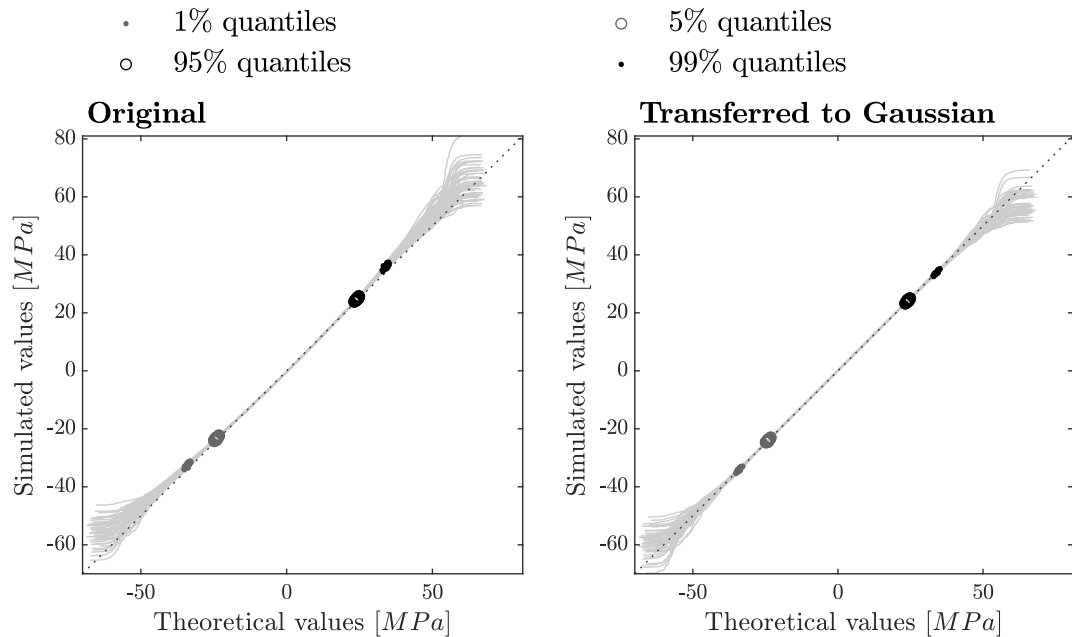 1% quantiles
5% quantiles
95% quantiles
99% quantiles
Original
Transferred to Gaussian
80
60
40
20
0
-20
-40
-60
Simulated values [MPa]
-50
0
50
Theoretical values [MPa]
80
60
40
20
0
-20
-40
-60
Simulated values [MPa]
-50
0
50
Theoretical values [MPa]